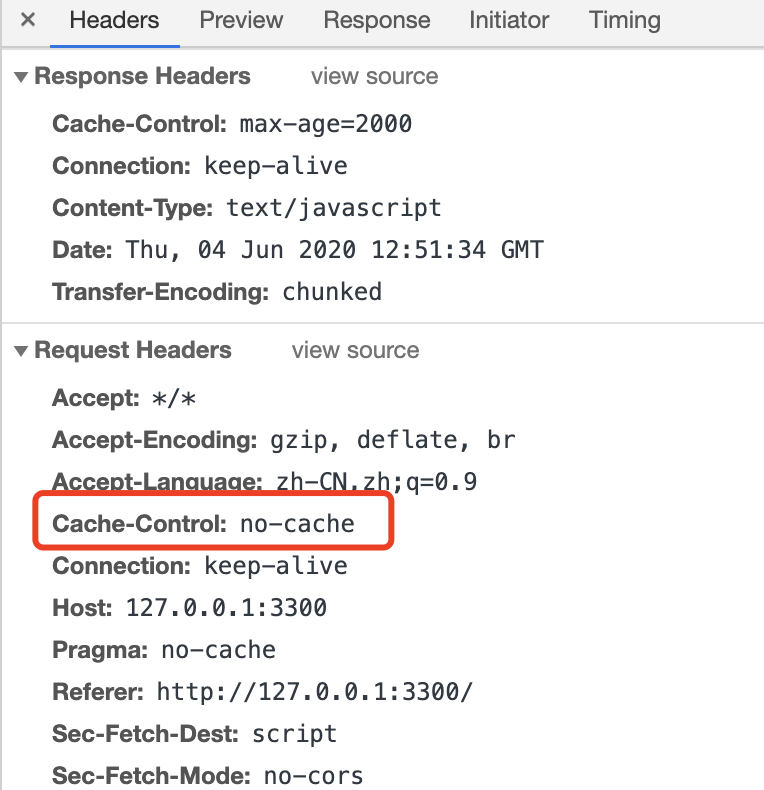 × Headers Preview Response Initiator Timing
▼ Response Headers view source
Cache-Control: max-age=2000
Connection: keep-alive
Content-Type: text/javascript
Date: Thu, 04 Jun 2020 12:51:34 GMT
Transfer-Encoding: chunked
▼ Request Headers view source
Accept: */*
Accept-Encoding: gzip, deflate, br
Accept-Language: zh-CN,zh;q=0.9
Cache-Control: no-cache
Connection: keep-alive
Host: 127.0.0.1:3300
Pragma: no-cache
Referer: http://127.0.0.1:3300/
Sec-Fetch-Dest: script
Sec-Fetch-Mode: no-cors